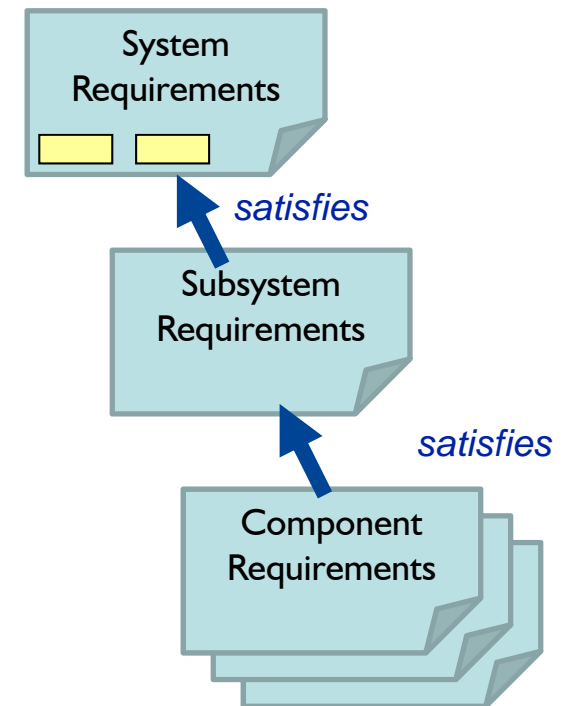 System
Requirements
satisfies
Subsystem
Requirements
satisfies
Component
Requirements